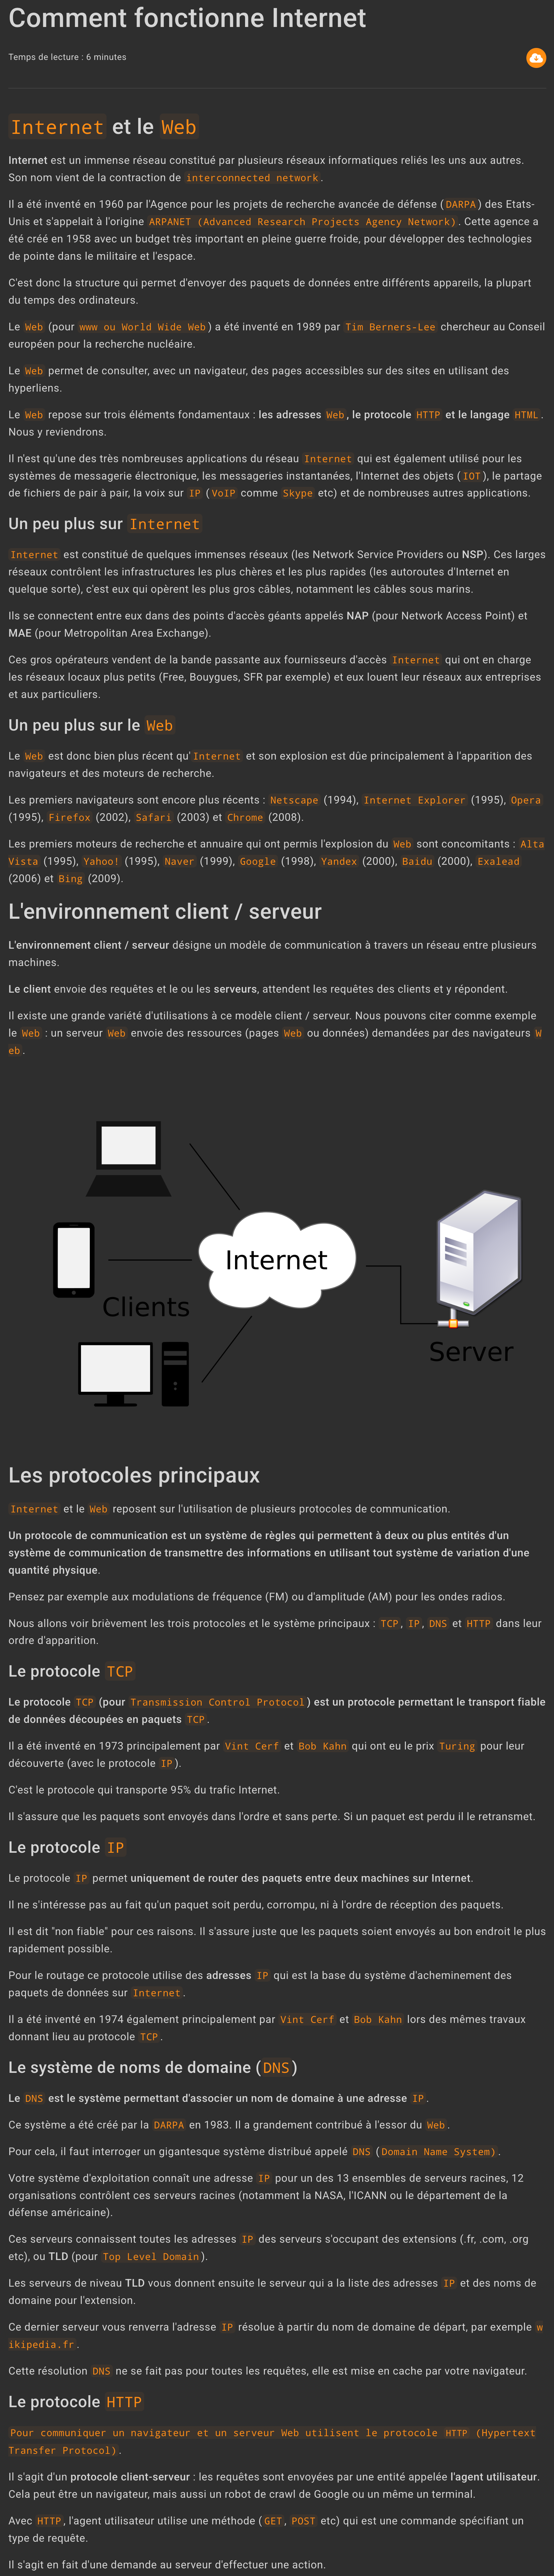 Comment fonctionne Internet
Temps de lecture : 6 minutes
Internet et le Web
Internet est un immense réseau constitué par plusieurs réseaux informatiques reliés les uns aux autres.
Son nom vient de la contraction de interconnected network.
Il a été inventé en 1960 par l'Agence pour les projets de recherche avancée de défense (DARPA) des Etats-
Unis et s'appelait à l'origine ARPANET (Advanced Research Projects Agency Network). Cette agence a
été créé en 1958 avec un budget très important en pleine guerre froide, pour développer des technologies
de pointe dans le militaire et l'espace.
C'est donc la structure qui permet d'envoyer des paquets de données entre différents appareils, la plupart
du temps des ordinateurs.
Le Web (pour www ou World Wide Web) a été inventé en 1989 par Tim Berners-Lee chercheur au Conseil
européen pour la recherche nucléaire.
Le Web permet de consulter, avec un navigateur, des pages accessibles sur des sites en utilisant des
hyperliens.
Le Web repose sur trois éléments fondamentaux : les adresses Web, le protocole HTTP et le langage HTML.
Nous y reviendrons.
Il n'est qu'une des très nombreuses applications du réseau Internet qui est également utilisé pour les
systèmes de messagerie électronique, les messageries instantanées, l'Internet des objets (IOT), le partage
de fichiers de pair à pair, la voix sur IP (VoIP comme Skype etc) et de nombreuses autres applications.
Un peu plus sur Internet
Internet est constitué de quelques immenses réseaux (les Network Service Providers ou NSP). Ces larges
réseaux contrôlent les infrastructures les plus chères et les plus rapides (les autoroutes d'Internet en
quelque sorte), c'est eux qui opèrent les plus gros câbles, notamment les câbles sous marins.
Ils se connectent entre eux dans des points d'accès géants appelés NAP (pour Network Access Point) et
MAE (pour Metropolitan Area Exchange).
Ces gros opérateurs vendent de la bande passante aux fournisseurs d'accès Internet qui ont en charge
les réseaux locaux plus petits (Free, Bouygues, SFR par exemple) et eux louent leur réseaux aux entreprises
et aux particuliers.
Un peu plus sur le Web
Le Web est donc bien plus récent qu'Internet et son explosion est dûe principalement à l'apparition des
navigateurs et des moteurs de recherche.
Les premiers navigateurs sont encore plus récents : Netscape (1994), Internet Explorer (1995), Opera
(1995), Firefox (2002), Safari (2003) et Chrome (2008).
Les premiers moteurs de recherche et annuaire qui ont permis l'explosion du Web sont concomitants : Alta
Vista (1995), Yahoo! (1995), Naver (1999), Google (1998), Yandex (2000), Baidu (2000), Exalead
(2006) et Bing (2009).
L'environnement client / serveur
L'environnement client / serveur désigne un modèle de communication à travers un réseau entre plusieurs
machines.
Le client envoie des requêtes et le ou les serveurs, attendent les requêtes des clients et y répondent.
Il existe une grande variété d'utilisations à ce modèle client / serveur. Nous pouvons citer comme exemple
le Web : un serveur Web envoie des ressources (pages Web ou données) demandées par des navigateurs W
eb.
Internet
Clients
Server
Les protocoles principaux
Internet et le Web reposent sur l'utilisation de plusieurs protocoles de communication.
Un protocole de communication est un système de règles qui permettent à deux ou plus entités d'un
système de communication de transmettre des informations en utilisant tout système de variation d'une
quantité physique.
Pensez par exemple aux modulations de fréquence (FM) ou d'amplitude (AM) pour les ondes radios.
Nous allons voir brièvement les trois protocoles et le système principaux : TCP, IP, DNS et HTTP dans leur
ordre d'apparition.
Le protocole TCP
Le protocole TCP (pour Transmission Control Protocol) est un protocole permettant le transport fiable
de données découpées en paquets TCP.
Il a été inventé en 1973 principalement par Vint Cerf et Bob Kahn qui ont eu le prix Turing pour leur
découverte (avec le protocole IP).
C'est le protocole qui transporte 95% du trafic Internet.
Il s'assure que les paquets sont envoyés dans l'ordre et sans perte. Si un paquet est perdu il le retransmet.
Le protocole IP
Le protocole IP permet uniquement de router des paquets entre deux machines sur Internet.
Il ne s'intéresse pas au fait qu'un paquet soit perdu, corrompu, ni à l'ordre de réception des paquets.
Il est dit "non fiable" pour ces raisons. Il s'assure juste que les paquets soient envoyés au bon endroit le plus
rapidement possible.
Pour le routage ce protocole utilise des adresses IP qui est la base du système d'acheminement des
paquets de données sur Internet.
Il a été inventé en 1974 également principalement par Vint Cerf et Bob Kahn lors des mêmes travaux
donnant lieu au protocole TCP.
Le système de noms de domaine (DNS)
Le DNS est le système permettant d'associer un nom de domaine à une adresse IP.
Ce système a été créé par la DARPA en 1983. Il a grandement contribué à l'essor du Web.
Pour cela, il faut interroger un gigantesque système distribué appelé DNS (Domain Name System).
Votre système d'exploitation connaît une adresse IP pour un des 13 ensembles de serveurs racines, 12
organisations contrôlent ces serveurs racines (notamment la NASA, l'ICANN ou le département de la
défense américaine).
Ces serveurs connaissent toutes les adresses IP des serveurs s'occupant des extensions (.fr, .com, .org
etc), ou TLD (pour Top Level Domain).
Les serveurs de niveau TLD vous donnent ensuite le serveur qui a la liste des adresses IP et des noms de
domaine pour l'extension.
Ce dernier serveur vous renverra l'adresse IP résolue à partir du nom de domaine de départ, par exemple w
ikipedia.fr.
Cette résolution DNS ne se fait pas pour toutes les requêtes, elle est mise en cache par votre navigateur.
Le protocole HTTP
Pour communiquer un navigateur et un serveur Web utilisent le protocole HTTP (Hypertext
Transfer Protocol).
Il s'agit d'un protocole client-serveur : les requêtes sont envoyées par une entité appelée l'agent utilisateur.
Cela peut être un navigateur, mais aussi un robot de crawl de Google ou un même un terminal.
Avec HTTP, l'agent utilisateur utilise une méthode (GET, POST etc) qui est une commande spécifiant un
type de requête.
Il s'agit en fait d'une demande au serveur d'effectuer une action.